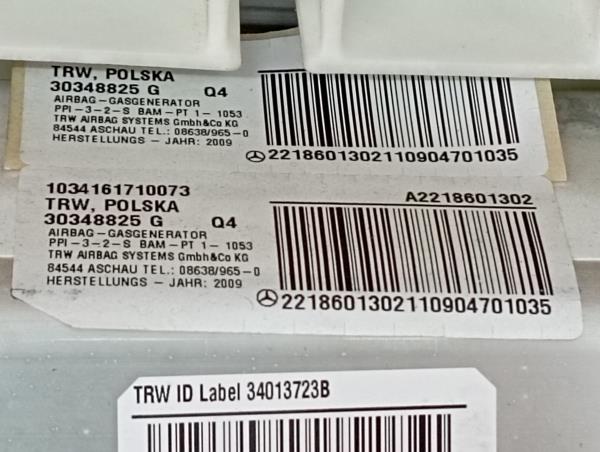 TRW, POLSKA
30348825 G Q4
AIRBAG-GASGENERATOR
PPI-3-2-S BAM-PT 1- 1053
TRW AIRBAG SYSTEMS GmbH&Co KG
84544 ASCHAU TEL.: 08638/965-0
HERSTELLUNGS - JAHR: 2009
2218601302110904701035
1034161710073
A2218601302
TRW, POLSKA
30348825 G Q4
AIRBAG-GASGENERATOR
PPI-3-2-S BAM-PT 1- 1053
TRW AIRBAG SYSTEMS GmbH&Co KG
84544 ASCHAU TEL.: 08638/965-0
HERSTELLUNGS - JAHR: 2009
2218601302110904701035
TRW ID Label 34013723B